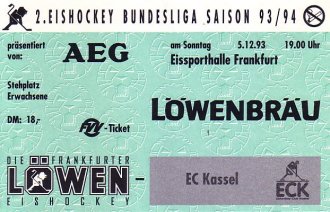 2.EISHOCKEY BUNDESLIGA SAISON 93/94
präsentiert von: AEG
am Sonntag 5.12.93 19.00 Uhr
Eissporthalle Frankfurt
Stehplatz
Erwachsene
DM: 18,-
-Ticket
LÖWENBRÄU
DIE FRANKFURTER
LÖWEN
EISHOCKEY
-
EC Kassel
ECK